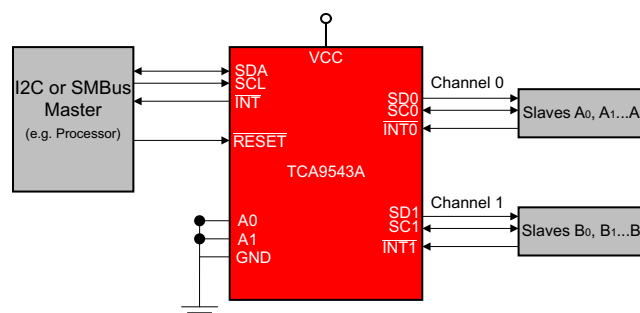 VCC
I2C or SMBus
Master
(e.g. Processor)
SDA
SCL
INT
RESET
TCA9543A
A0
A1
GND
Channel 0
SD0
SC0
INT0
Slaves A₀, A₁...A
Channel 1
SD1
SC1
INT1
Slaves B₀, B₁...B